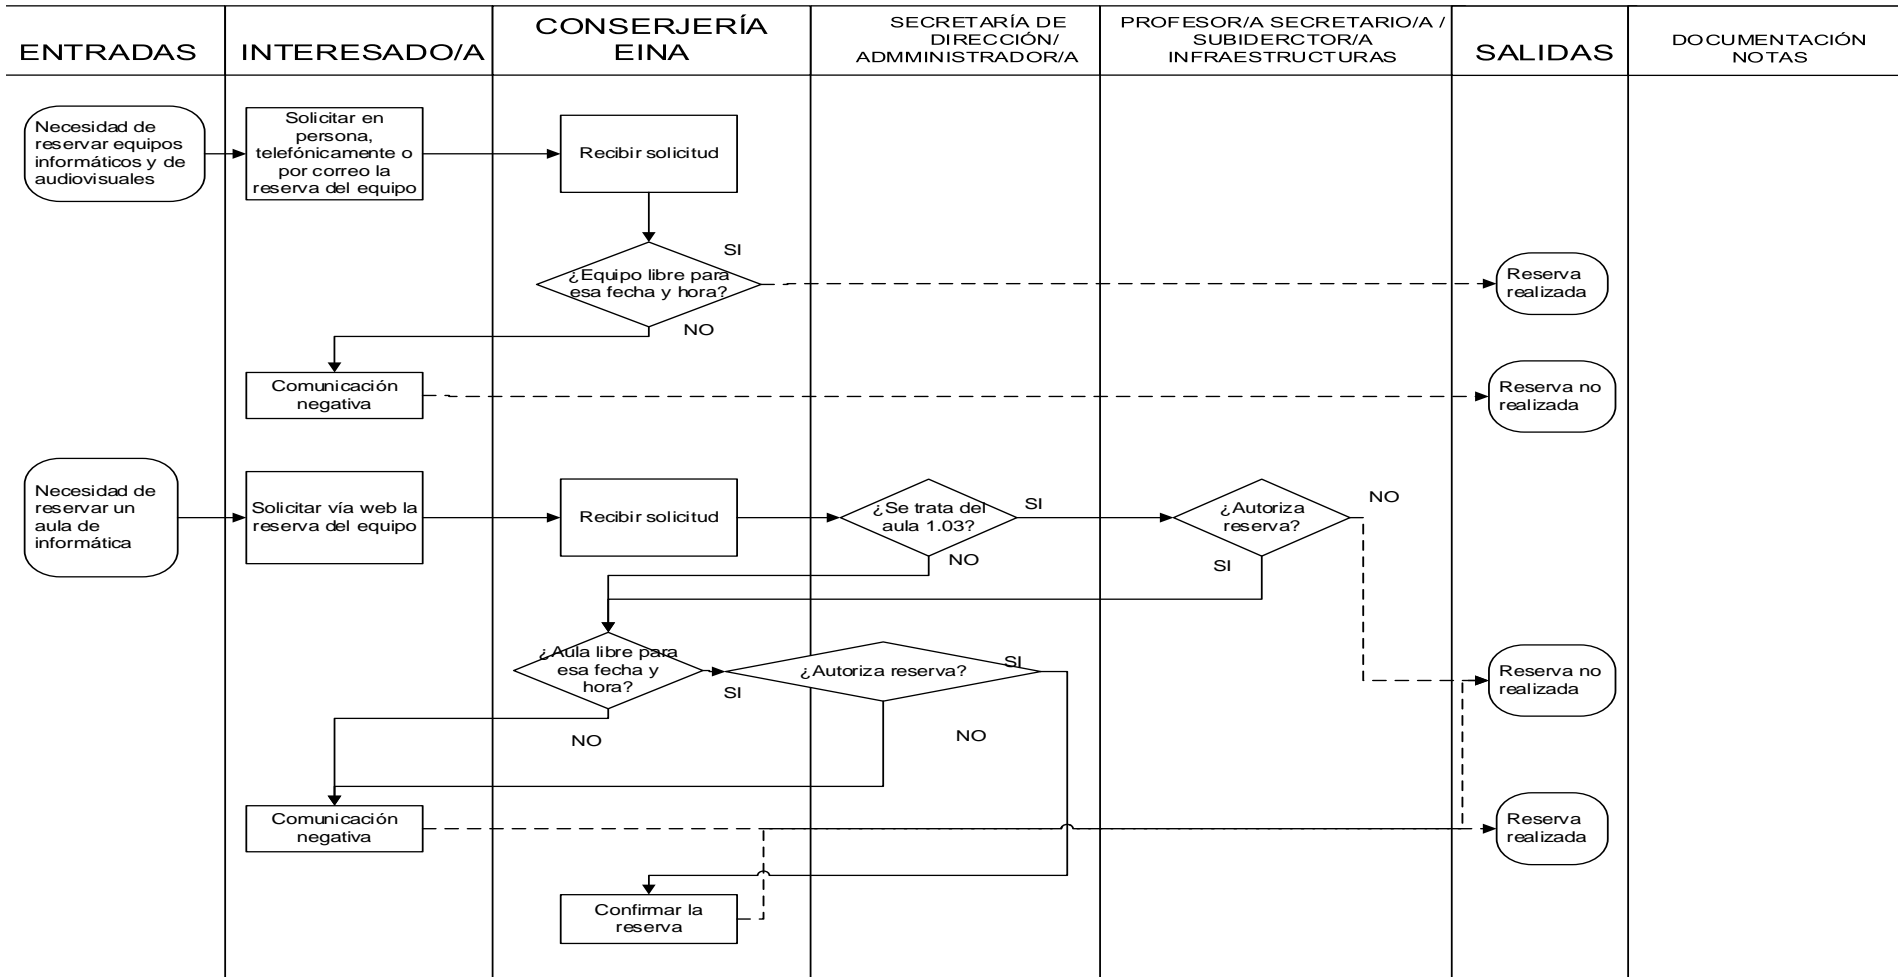 ENTRADAS
INTERESADO/A
CONSERJERÍA
EINA
SECRETARÍA DE
DIRECCIÓN/
ADMMINISTRADOR/A
PROFESOR/A SECRETARIO/A /
SUBIDERCTOR/A
INFRAESTRUCTURAS
SALIDAS
DOCUMENTACIÓN
NOTAS
Necesidad de
reservar equipos
informáticos y de
audiovisuales
Solicitar en
persona,
telefónicamente o
por correo la
reserva del equipo
Recibir solicitud
SI
¿Equipo libre para
esa fecha y hora?
NO
Reserva
realizada
Comunicación
negativa
Reserva no
realizada
Necesidad de
reservar un
aula de
informática
Solicitar vía web la
reserva del equipo
Recibir solicitud
¿Se trata del
aula 1.03?
SI
NO
¿Autoriza
reserva?
NO
SI
¿Aula libre para
esa fecha y
hora?
SI
NO
¿Autoriza reserva?
SI
NO
Reserva no
realizada
Comunicación
negativa
Reserva
realizada
Confirmar la
reserva